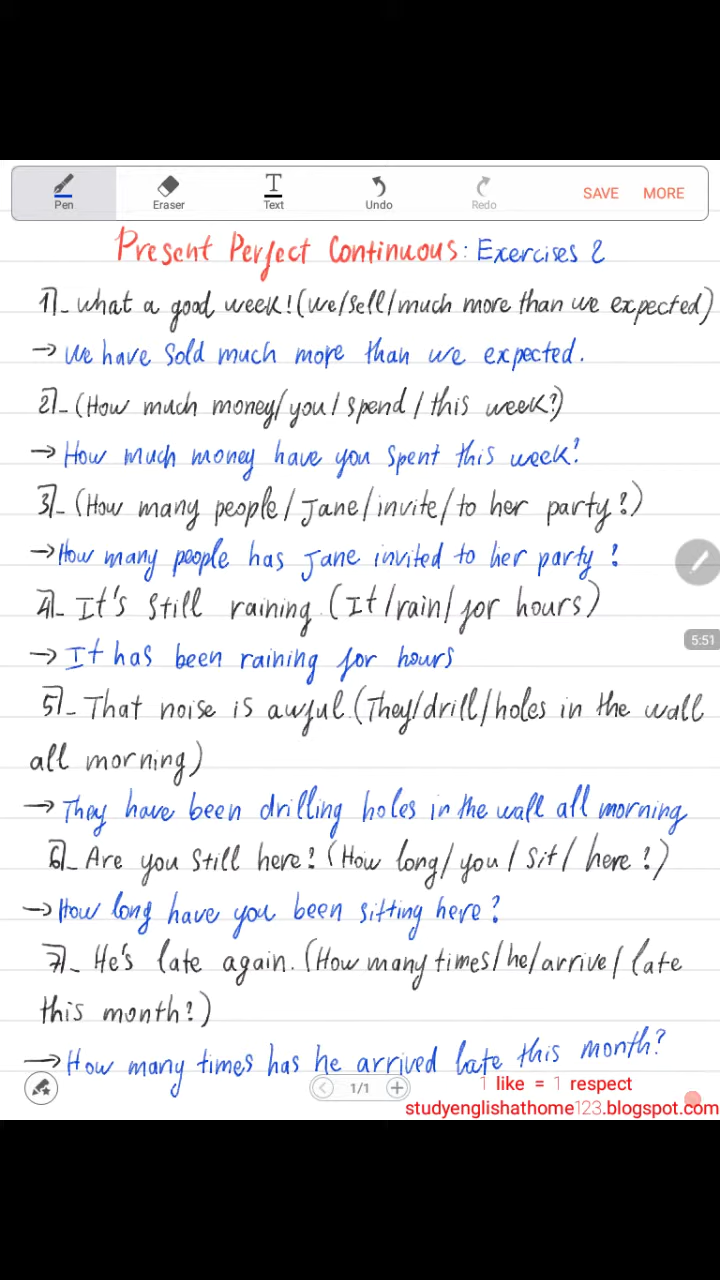 Pen Eraser Text Undo Redo SAVE MORE
Present Perfect Continuous: Exercises 2
1)_ What a good week! (We/sell/much more than we expected)
→ We have sold much more than we expected.
2)_ (How much money/you/spend/this week?)
→ How much money have you spent this week?
3)_ (How many people/Jane/invite/to her party?)
→ How many people has Jane invited to her party?
4)_ It's still raining (It/rain/for hours)
5:51
→ It has been raining for hours
5)_ That noise is awful (They/drill/holes in the wall
all morning)
→ They have been drilling holes in the wall all morning
6)_ Are you still here? (How long/you/sit/here?)
→ How long have you been sitting here?
7)_ He's late again. (How many times/he/arrive/late
this month?)
→ How many times has he arrived late this month?
1/1
1 like = 1 respect
studyenglishathome123.blogspot.com